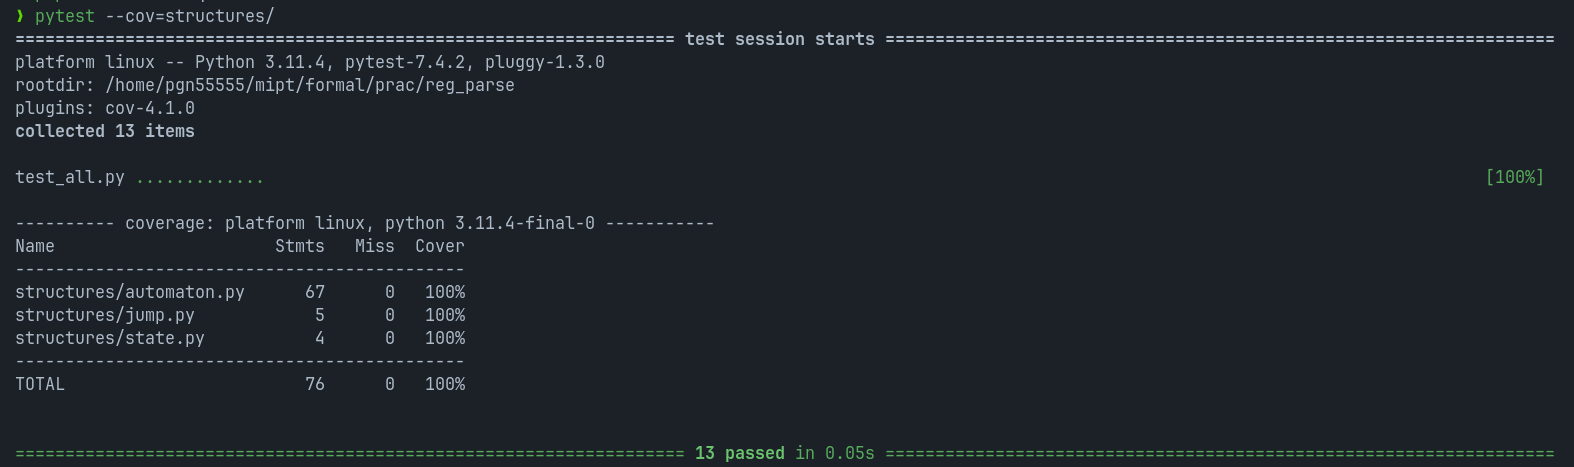 ❯ pytest --cov=structures/
=================================================================== test session starts ===================================================================
platform linux -- Python 3.11.4, pytest-7.4.2, pluggy-1.3.0
rootdir: /home/pgn55555/mipt/formal/prac/reg_parse
plugins: cov-4.1.0
collected 13 items
test_all.py ............. [100%]
---------- coverage: platform linux, python 3.11.4-final-0 -----------
Name                      Stmts   Miss  Cover
---------------------------------------------
structures/automaton.py      67      0   100%
structures/jump.py            5      0   100%
structures/state.py           4      0   100%
---------------------------------------------
TOTAL                        76      0   100%
=================================================================== 13 passed in 0.05s ===================================================================